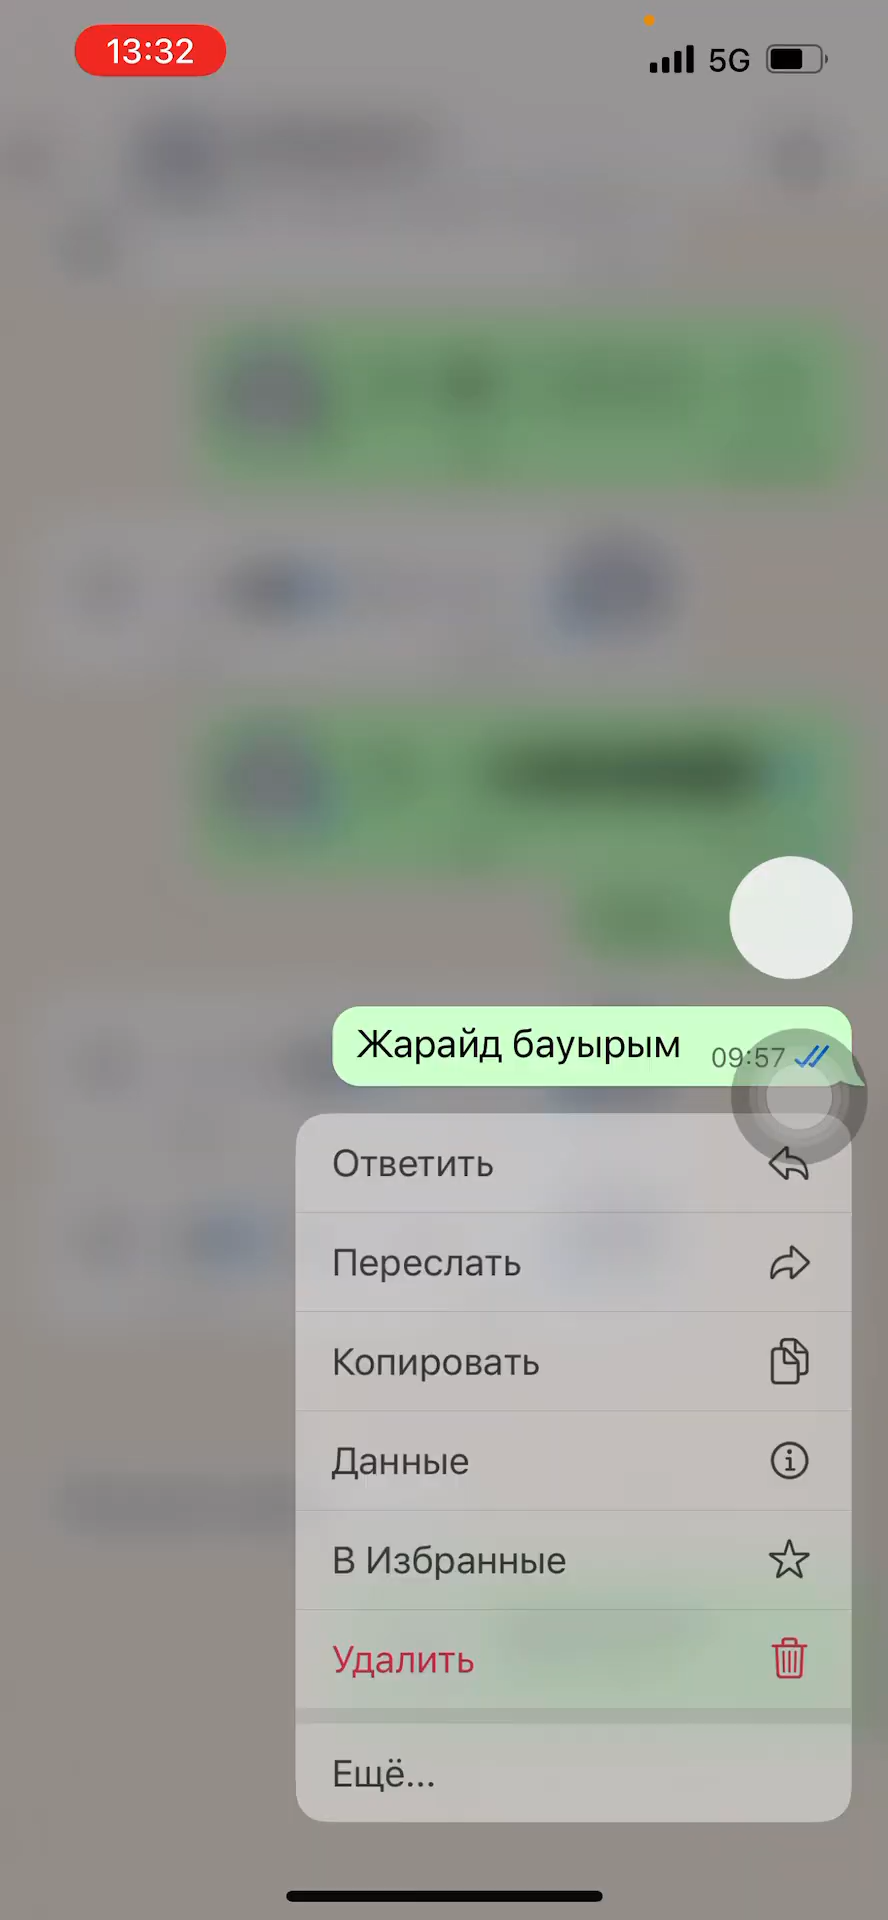 13:32
5G
Жарайд бауырым
09:57
Ответить
Переслать
Копировать
Данные
В Избранные
Удалить
Ещё...